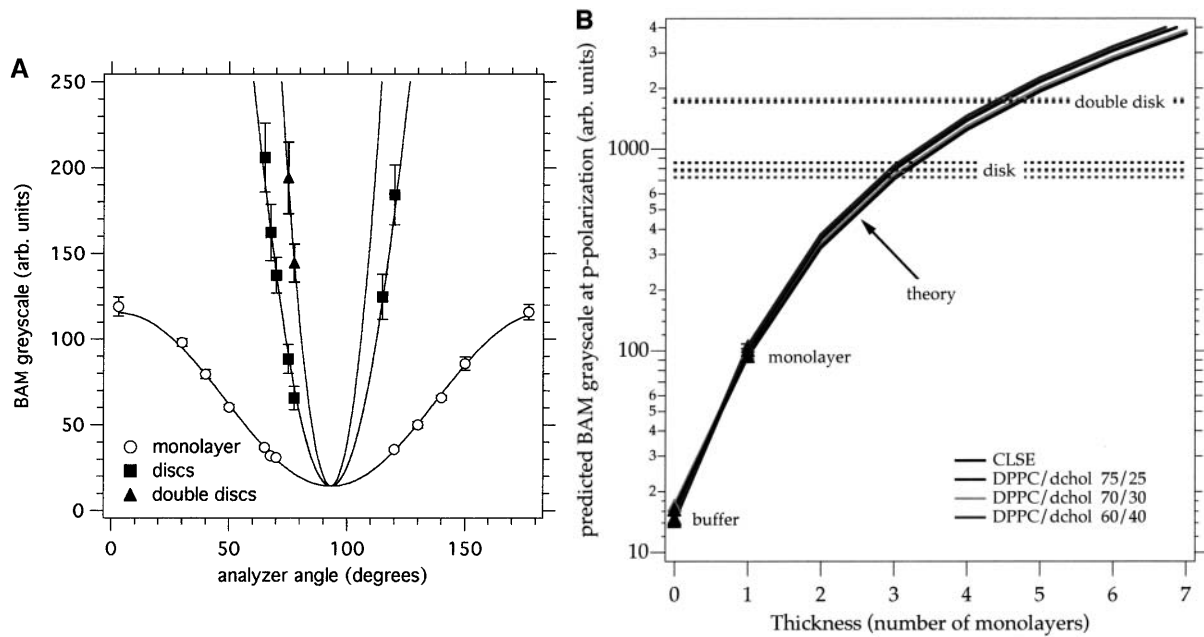 A
BAM greyscale (arb. units)
250
200
150
100
50
0
monolayer
discs
double discs
0
50
100
150
analyzer angle (degrees)
B
predicted BAM grayscale at p-polarization (arb. units)
4
3
2
1000
6
5
4
3
2
100
6
5
4
3
2
10
double disk
disk
theory
monolayer
buffer
CLSE
DPPC/dchol 75/25
DPPC/dchol 70/30
DPPC/dchol 60/40
0
1
2
3
4
5
6
7
Thickness (number of monolayers)